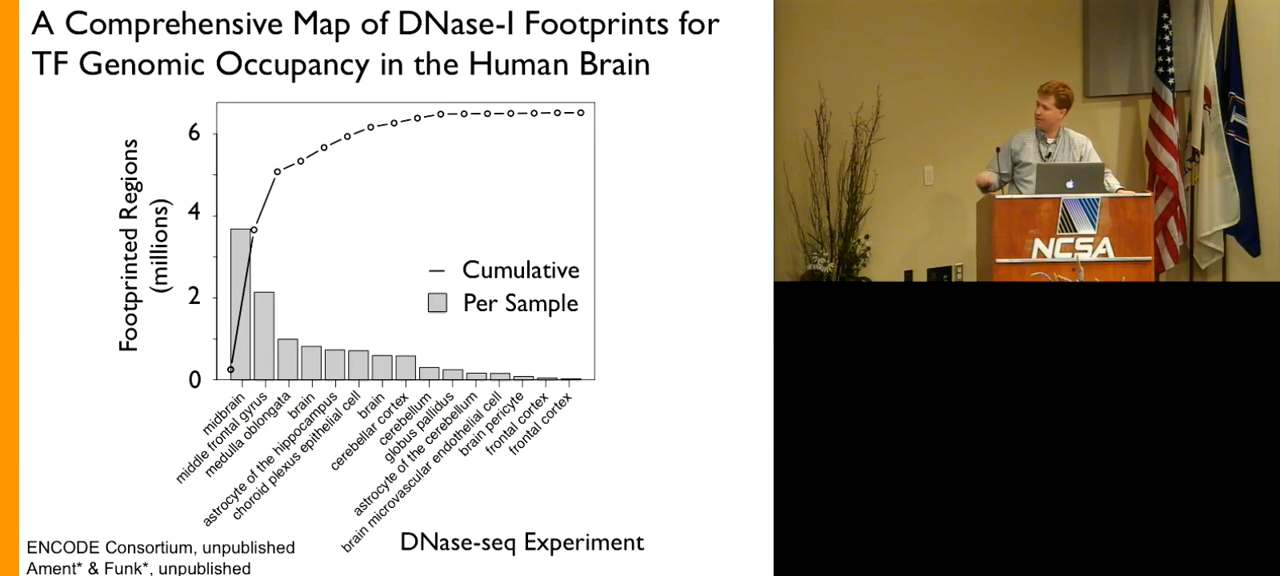 A Comprehensive Map of DNase-I Footprints for
TF Genomic Occupancy in the Human Brain
Footprinted Regions
(millions)
6
4
2
0
Cumulative
Per Sample
midbrain
middle frontal gyrus
medulla oblongata
brain
astrocyte of the hippocampus
choroid plexus epithelial cell
brain
cerebellar cortex
cerebellum
globus pallidus
astrocyte of the cerebellum
brain microvascular endothelial cell
brain pericyte
frontal cortex
frontal cortex
DNase-seq Experiment
ENCODE Consortium, unpublished
Ament* & Funk*, unpublished
NCSA